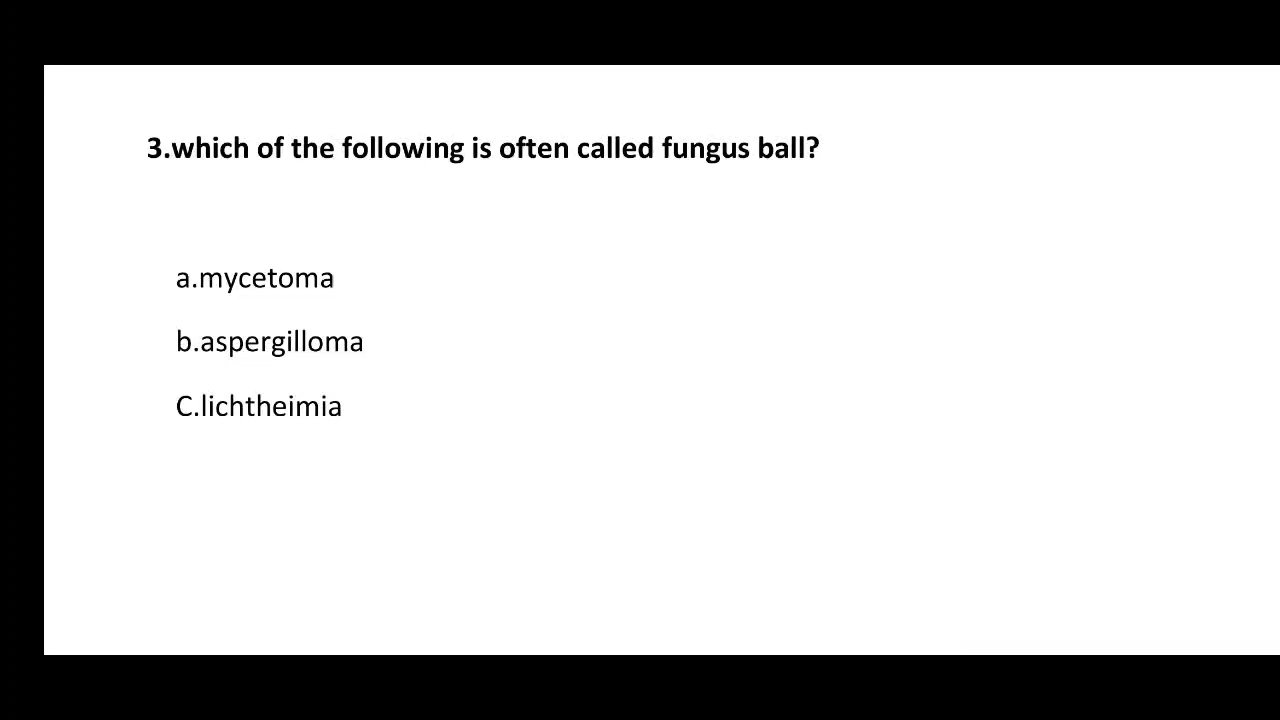 3.which of the following is often called fungus ball?
a.mycetoma
b.aspergilloma
C.lichtheimia